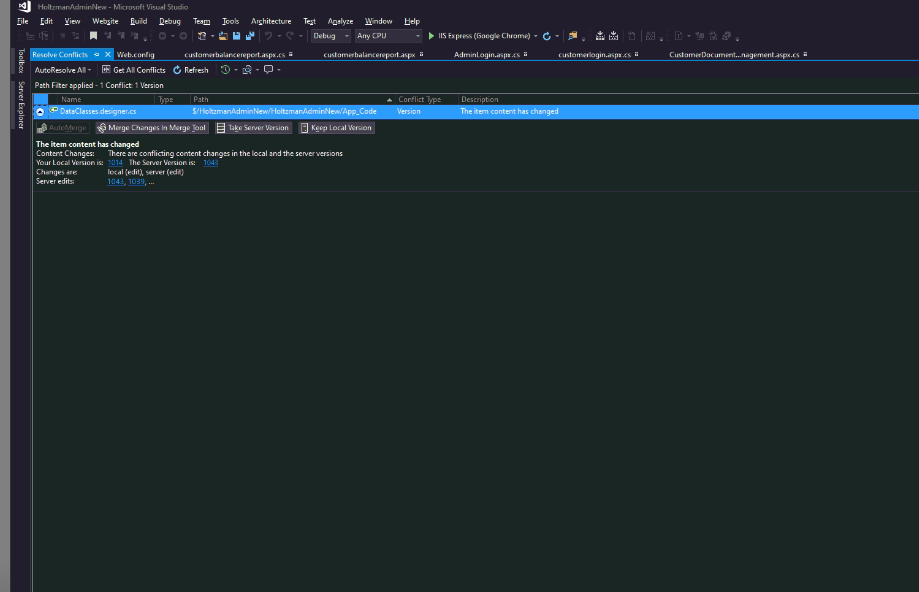 HoltzmanAdminNew - Microsoft Visual Studio
File Edit View Website Build Debug Team Tools Architecture Test Analyze Window Help
Debug Any CPU IIS Express (Google Chrome)
Toolbox
Server Explorer
Resolve Conflicts Web.config customerbalancereport.aspx.cs customerbalancereport.aspx AdminLogin.aspx.cs customerlogin.aspx.cs CustomerDocument...nagement.aspx.cs
AutoResolve All Get All Conflicts Refresh
Path Filter applied - 1 Conflict: 1 Version
Name Type Path Conflict Type Description
DataClasses.designer.cs $/HoltzmanAdminNew/HoltzmanAdminNew/App_Code Version The item content has changed
AutoMerge Merge Changes In Merge Tool Take Server Version Keep Local Version
The item content has changed
Content Changes: There are conflicting content changes in the local and the server versions
Your Local Version is: 1014 The Server Version is: 1043
Changes are: local (edit), server (edit)
Server edits: 1043, 1039, ...